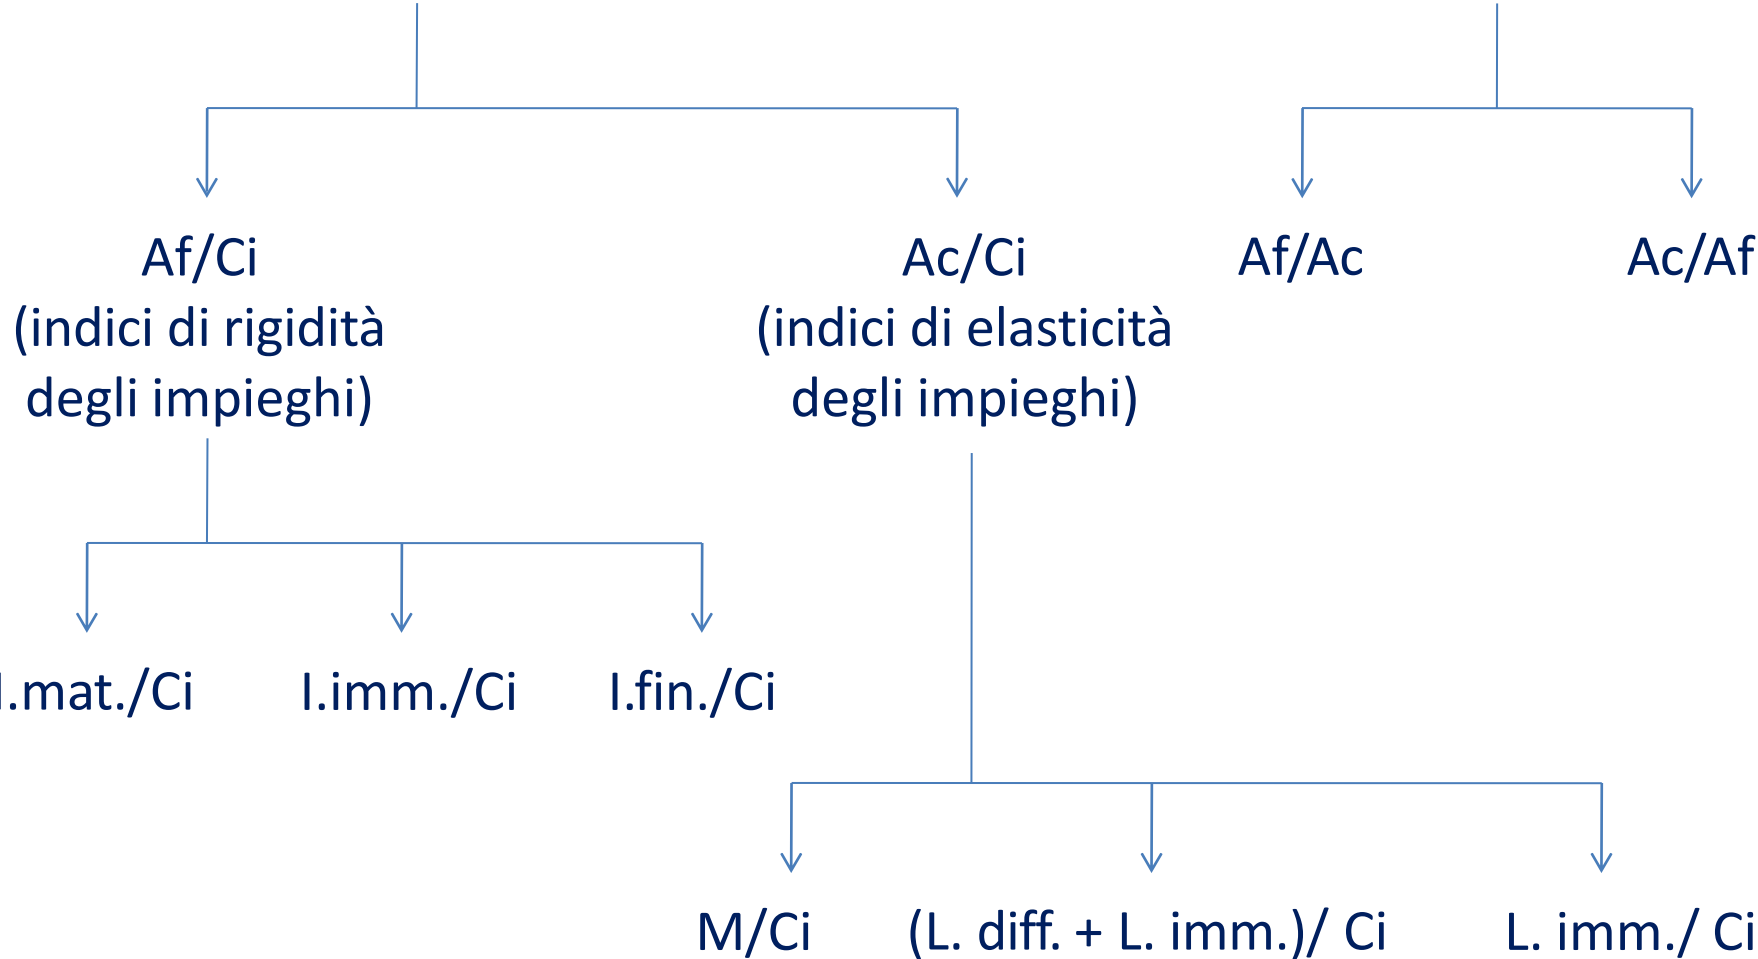 Af/Ci
(indici di rigidità
degli impieghi)
Ac/Ci
(indici di elasticità
degli impieghi)
Af/Ac
Ac/Af
I.mat./Ci
I.imm./Ci
I.fin./Ci
M/Ci
(L. diff. + L. imm.)/ Ci
L. imm./ Ci